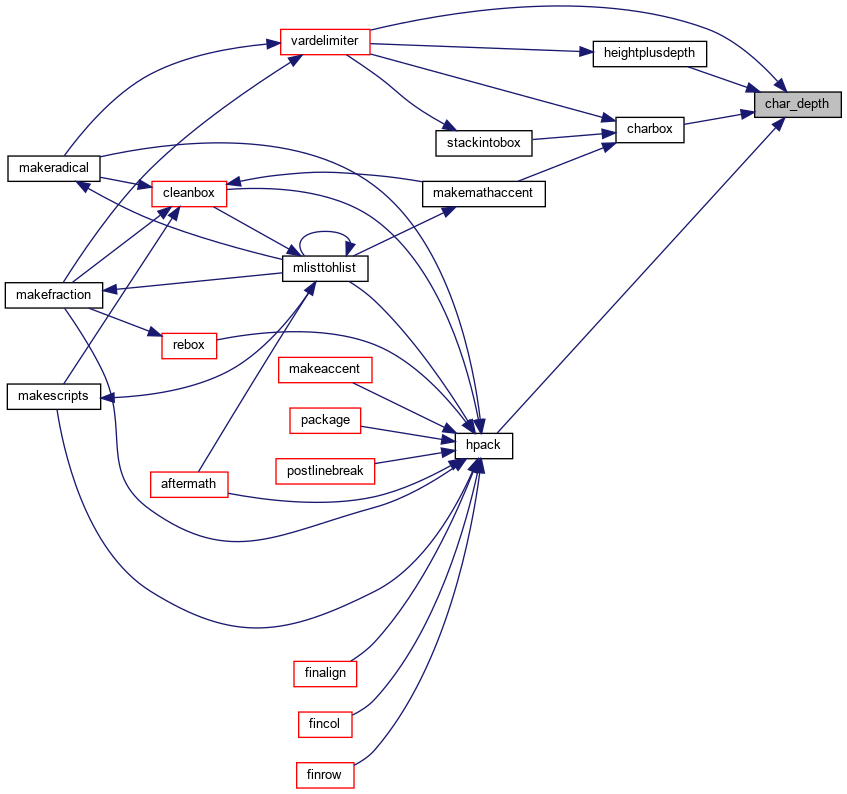 vardelimiter
heightplusdepth
char_depth
charbox
stackintobox
makeradical
cleanbox
makemathaccent
mlisttohlist
makefraction
rebox
makeaccent
makescripts
package
hpack
postlinebreak
aftermath
finalign
fincol
finrow